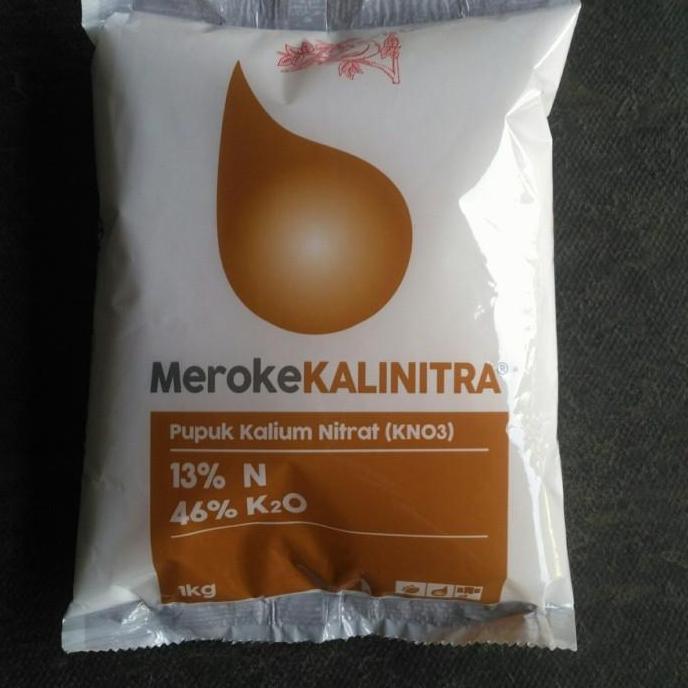 MerokeKALINITRA®
Pupuk Kalium Nitrat (KNO3)
13% N
46% K₂O
1kg